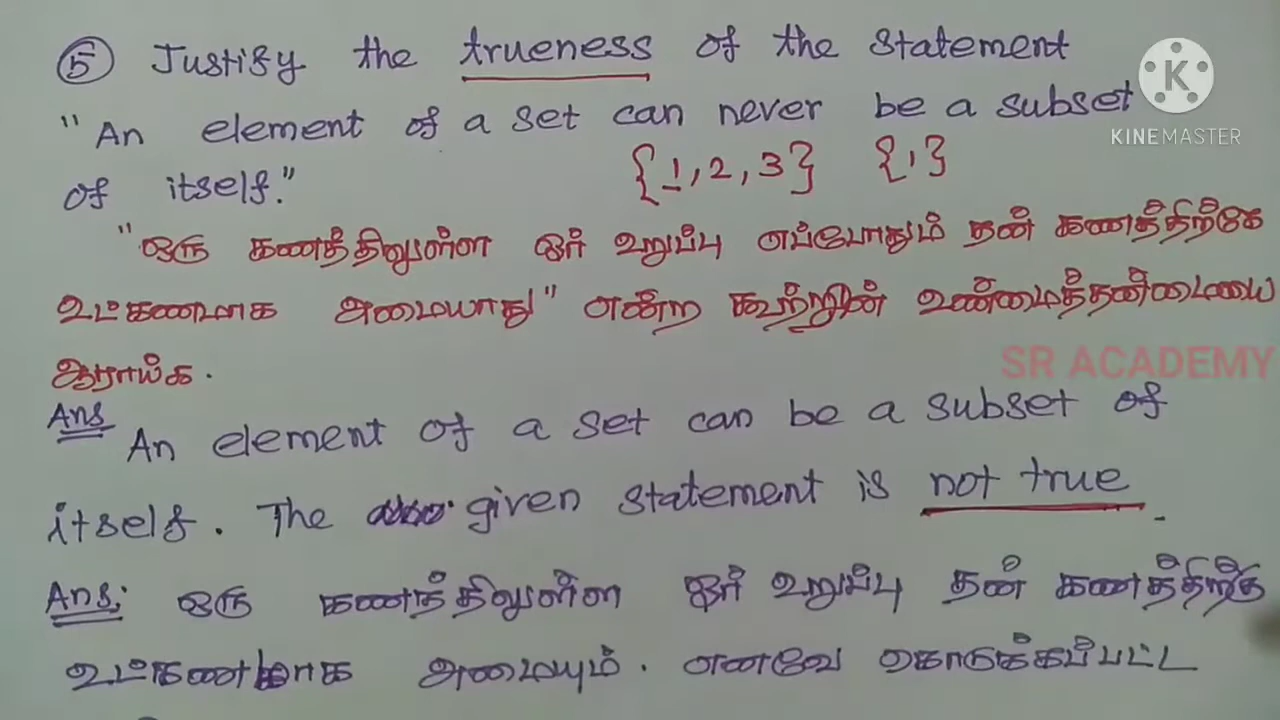 ⑤ Justify the trueness of the statement
KINEMASTER
"An element of a set can never be a subset
of itself."
{1,2,3} {1}
"ஒரு கணத்திலுள்ள ஓர் உறுப்பு எப்போதும் தன் கணத்திற்கே
உட்கணமாக அமையாது" என்ற கூற்றின் உண்மைத்தன்மையை
ஆராய்க.
SR ACADEMY
Ans
An element of a set can be a subset of
itself. The given statement is not true.
Ans: ஒரு கணத்திலுள்ள ஓர் உறுப்பு தன் கணத்திற்கு
உட்கணமாக அமையும். எனவே கொடுக்கப்பட்ட